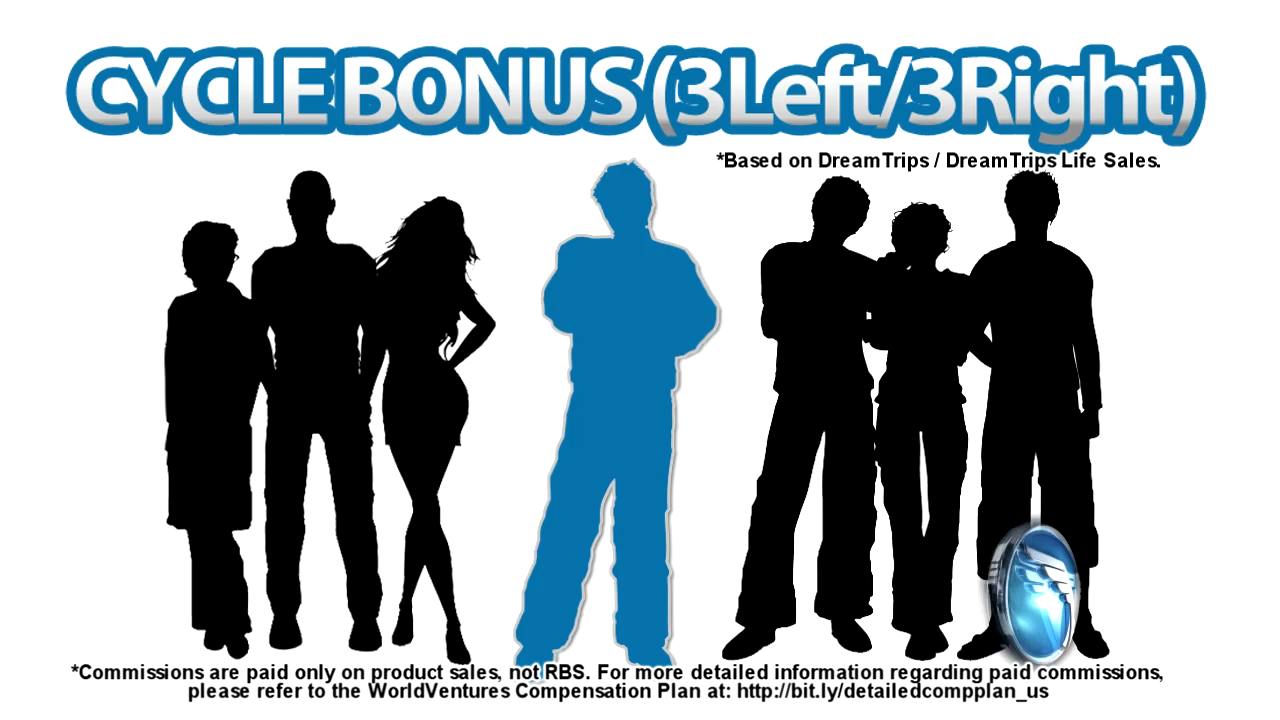 CYCLE BONUS (3Left/3Right)
*Based on DreamTrips / DreamTrips Life Sales.
*Commissions are paid only on product sales, not RBS. For more detailed information regarding paid commissions,
please refer to the WorldVentures Compensation Plan at: http://bit.ly/detailedcompplan_us